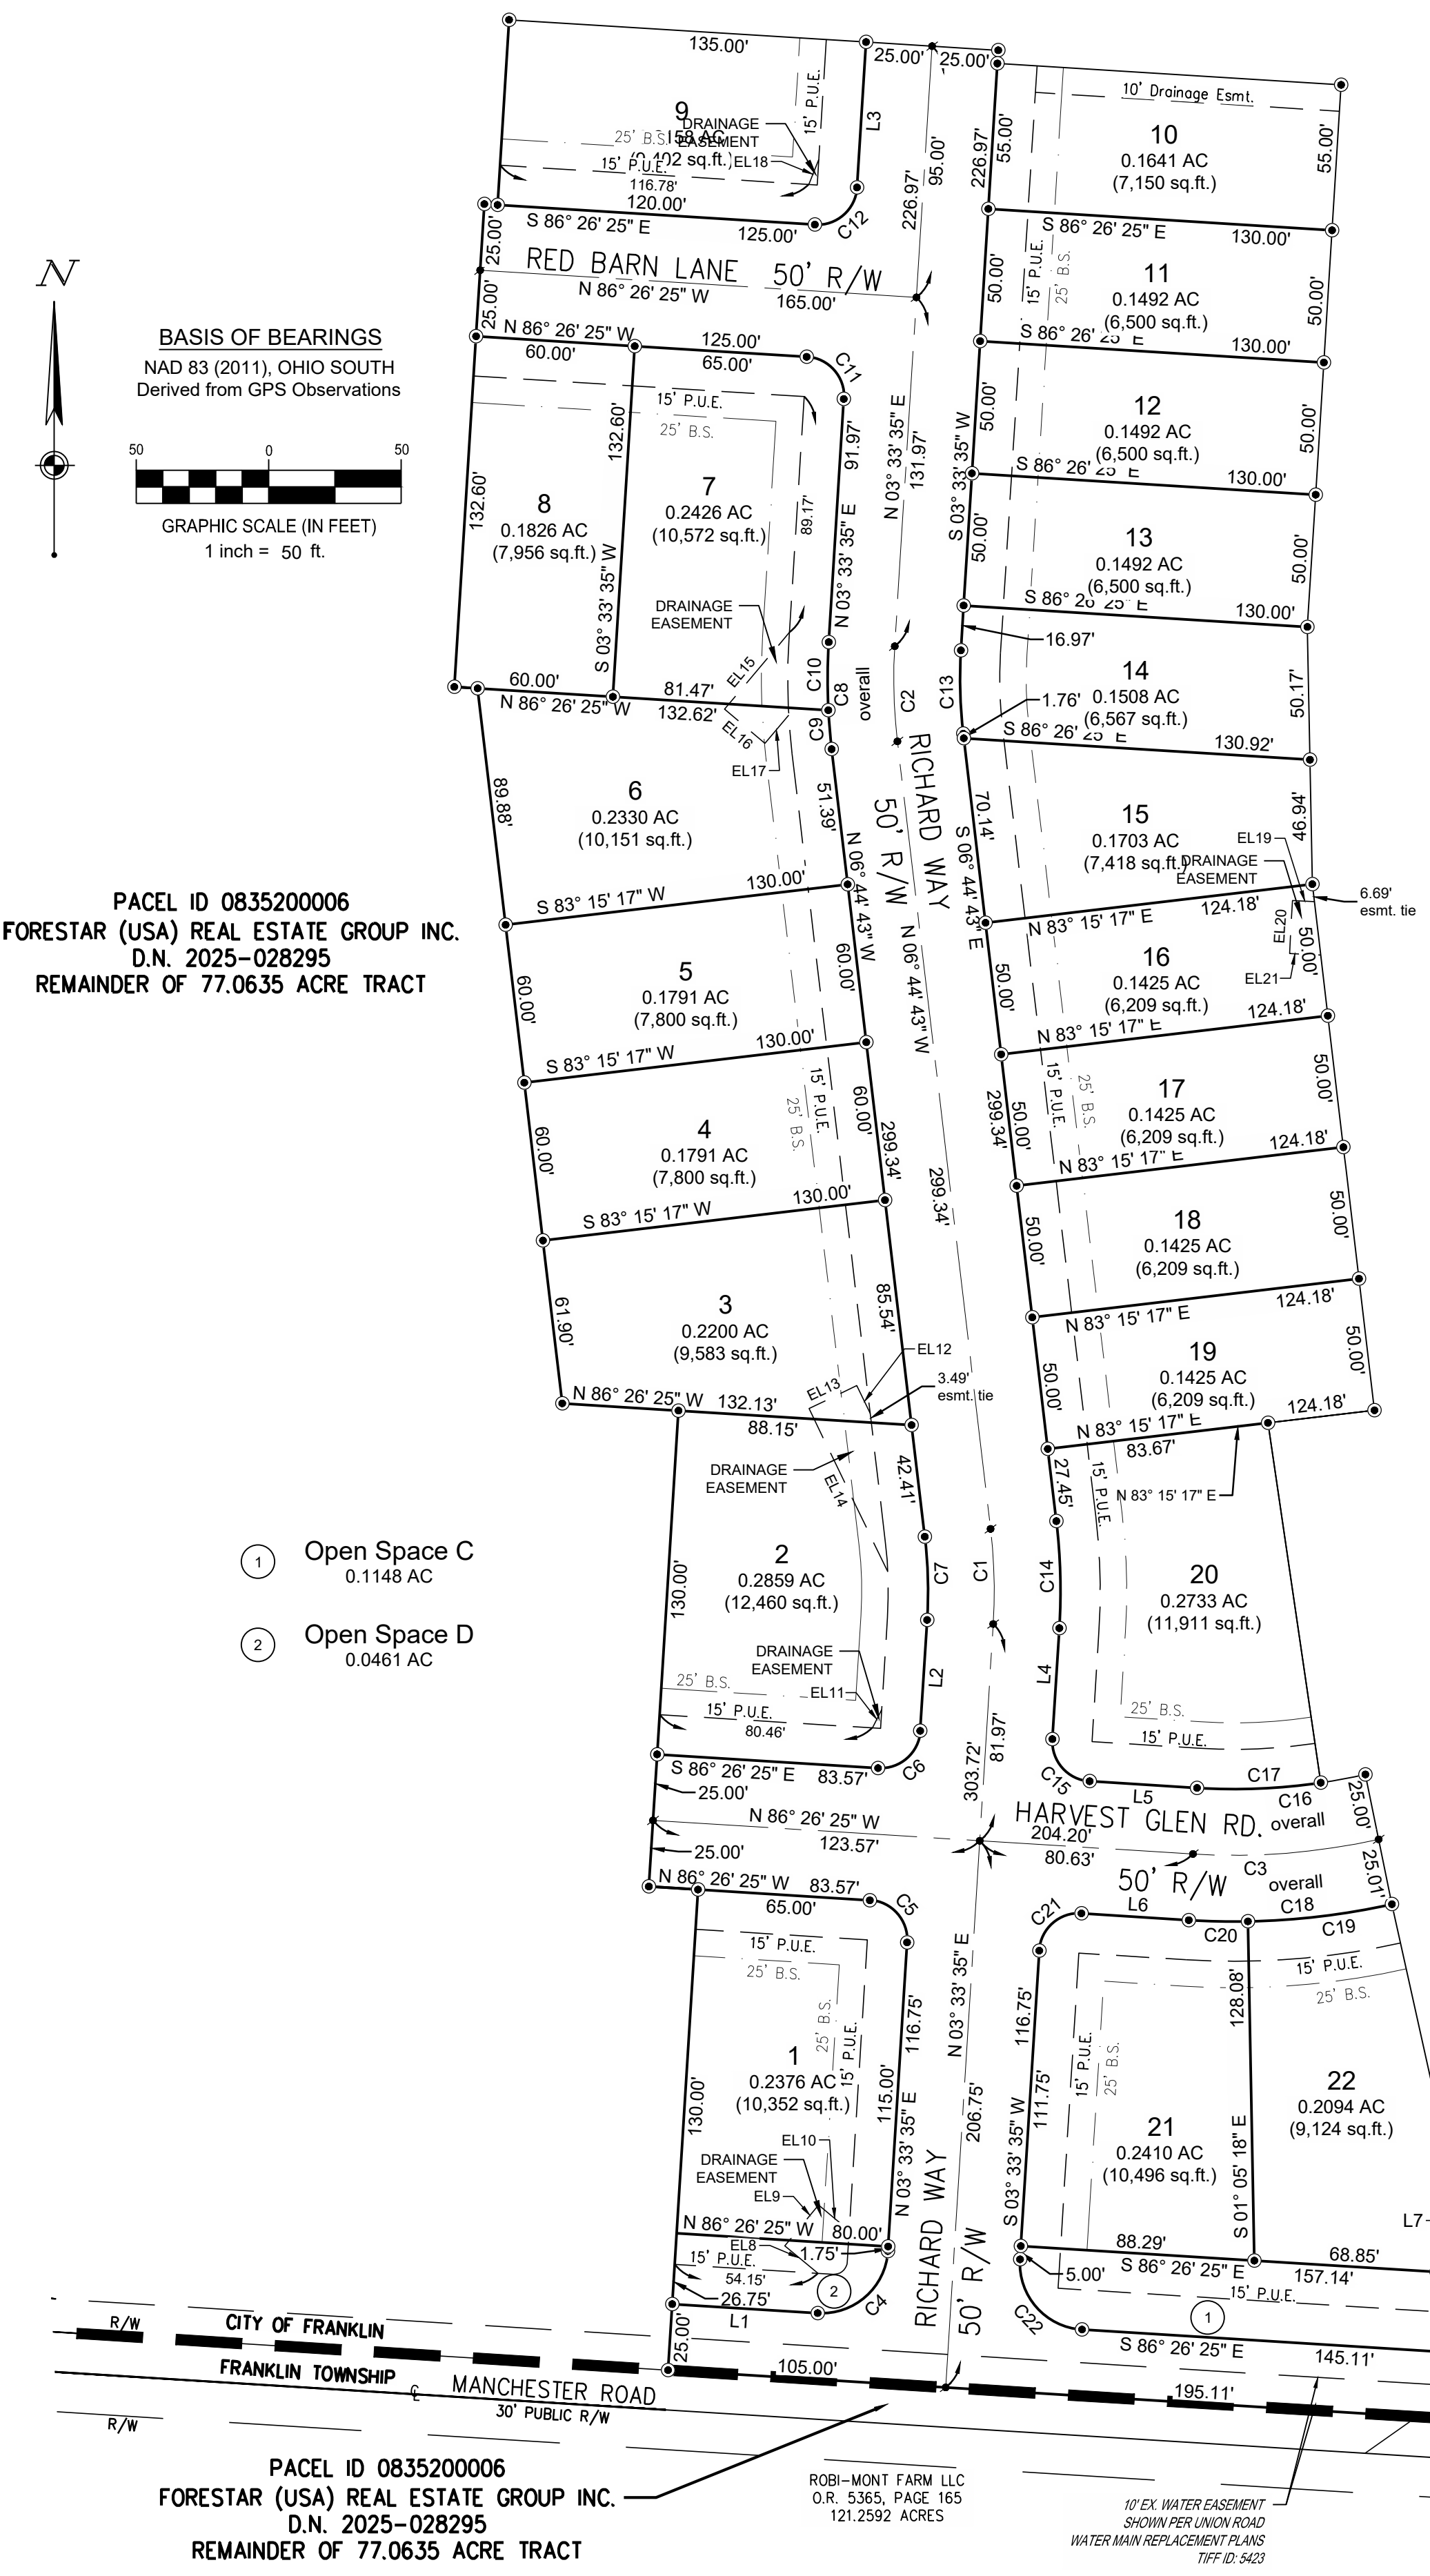 135.00'
25.00'
25.00'
9
(9,402 sq.ft.)
DRAINAGE
EASEMENT
EL18
25' B.S.
15' P.U.E.
15' P.U.E.
116.78'
120.00'
S 86° 26' 25" E
125.00'
L3
C12
226.97'
95.00'
226.97'
55.00'
10' Drainage Esmt.
10
0.1641 AC
(7,150 sq.ft.)
55.00'
S 86° 26' 25" E
130.00'
25.00'
25.00'
RED BARN LANE 50' R/W
N 86° 26' 25" W
165.00'
N
BASIS OF BEARINGS
NAD 83 (2011), OHIO SOUTH
Derived from GPS Observations
50
0
50
GRAPHIC SCALE (IN FEET)
1 inch = 50 ft.
50.00'
15' P.U.E.
25' B.S.
11
0.1492 AC
(6,500 sq.ft.)
50.00'
S 86° 26' 25" E
130.00'
N 86° 26' 25" W
125.00'
60.00'
65.00'
C11
15' P.U.E.
25' B.S.
132.60'
132.60'
8
0.1826 AC
(7,956 sq.ft.)
S 03° 33' 35" W
7
0.2426 AC
(10,572 sq.ft.)
89.17'
91.97'
N 03° 33' 35" E
N 03° 33' 35" E
131.97'
S 03° 33' 35" W
50.00'
12
0.1492 AC
(6,500 sq.ft.)
50.00'
S 86° 26' 25" E
130.00'
50.00'
13
0.1492 AC
(6,500 sq.ft.)
50.00'
S 86° 26' 25" E
130.00'
DRAINAGE
EASEMENT
EL15
EL16
EL17
C10
C8
overall
C9
C2
C13
16.97'
1.76'
14
0.1508 AC
(6,567 sq.ft.)
50.17'
S 86° 26' 25" E
130.92'
60.00'
N 86° 26' 25" W
81.47'
132.62'
89.88'
6
0.2330 AC
(10,151 sq.ft.)
51.39'
N 06° 44' 43" W
RICHARD WAY
50' R/W
N 06° 44' 43" W
70.14'
S 06° 44' 43" E
15
0.1703 AC
(7,418 sq.ft.)
46.94'
EL19
DRAINAGE
EASEMENT
6.69'
esmt. tie
EL20
EL21
N 83° 15' 17" E
124.18'
S 83° 15' 17" W
130.00'
PACEL ID 0835200006
FORESTAR (USA) REAL ESTATE GROUP INC.
D.N. 2025-028295
REMAINDER OF 77.0635 ACRE TRACT
60.00'
5
0.1791 AC
(7,800 sq.ft.)
60.00'
S 83° 15' 17" W
130.00'
50.00'
16
0.1425 AC
(6,209 sq.ft.)
50.00'
N 83° 15' 17" E
124.18'
15' P.U.E.
25' B.S.
60.00'
4
0.1791 AC
(7,800 sq.ft.)
60.00'
299.34'
299.34'
299.34'
50.00'
15' P.U.E.
25' B.S.
17
0.1425 AC
(6,209 sq.ft.)
50.00'
N 83° 15' 17" E
124.18'
S 83° 15' 17" W
130.00'
50.00'
18
0.1425 AC
(6,209 sq.ft.)
50.00'
N 83° 15' 17" E
124.18'
61.90'
3
0.2200 AC
(9,583 sq.ft.)
85.54'
EL12
EL13
3.49'
esmt. tie
N 86° 26' 25" W
132.13'
88.15'
50.00'
19
0.1425 AC
(6,209 sq.ft.)
50.00'
N 83° 15' 17" E
124.18'
83.67'
N 83° 15' 17" E
DRAINAGE
EASEMENT
EL14
42.41'
27.45'
15' P.U.E.
1
Open Space C
0.1148 AC
2
Open Space D
0.0461 AC
130.00'
2
0.2859 AC
(12,460 sq.ft.)
C7
C1
C14
20
0.2733 AC
(11,911 sq.ft.)
DRAINAGE
EASEMENT
EL11
25' B.S.
15' P.U.E.
80.46'
L2
L4
25' B.S.
15' P.U.E.
81.97'
303.72'
S 86° 26' 25" E
83.57'
C6
C15
L5
C17
C16
overall
25.00'
25.00'
N 86° 26' 25" W
123.57'
HARVEST GLEN RD.
204.20'
80.63'
50' R/W
C3
overall
25.00'
25.01'
N 86° 26' 25" W
83.57'
65.00'
C5
C21
L6
C20
C18
C19
15' P.U.E.
25' B.S.
15' P.U.E.
25' B.S.
25' B.S.
15' P.U.E.
116.75'
N 03° 33' 35" E
116.75'
128.08'
15' P.U.E.
25' B.S.
1
0.2376 AC
(10,352 sq.ft.)
130.00'
115.00'
N 03° 33' 35" E
206.75'
111.75'
S 03° 33' 35" W
21
0.2410 AC
(10,496 sq.ft.)
S 01° 05' 18" E
22
0.2094 AC
(9,124 sq.ft.)
L7
EL10
DRAINAGE
EASEMENT
EL9
N 86° 26' 25" W
80.00'
EL8
1.75'
15' P.U.E.
54.15'
26.75'
2
L1
C4
RICHARD WAY
50' R/W
88.29'
S 86° 26' 25" E
68.85'
157.14'
5.00'
15' P.U.E.
1
C22
S 86° 26' 25" E
145.11'
25.00'
105.00'
195.11'
R/W
CITY OF FRANKLIN
FRANKLIN TOWNSHIP
MANCHESTER ROAD
30' PUBLIC R/W
R/W
PACEL ID 0835200006
FORESTAR (USA) REAL ESTATE GROUP INC.
D.N. 2025-028295
REMAINDER OF 77.0635 ACRE TRACT
ROBI-MONT FARM LLC
O.R. 5365, PAGE 165
121.2592 ACRES
10' EX. WATER EASEMENT
SHOWN PER UNION ROAD
WATER MAIN REPLACEMENT PLANS
TIFF ID: 5423